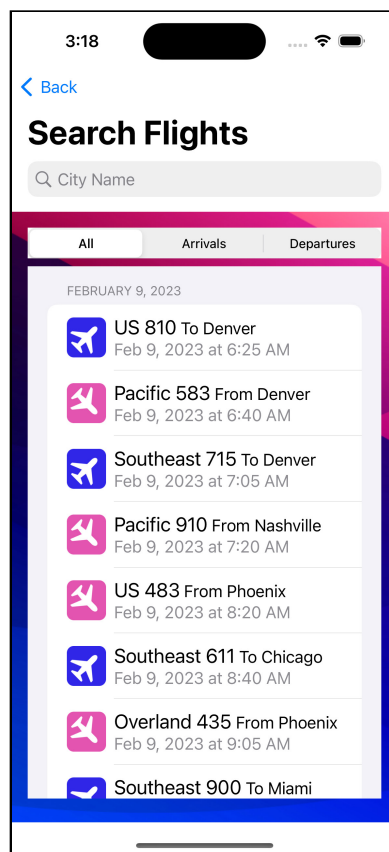 3:18
Back
Search Flights
City Name
All Arrivals Departures
FEBRUARY 9, 2023
US 810 To Denver
Feb 9, 2023 at 6:25 AM
Pacific 583 From Denver
Feb 9, 2023 at 6:40 AM
Southeast 715 To Denver
Feb 9, 2023 at 7:05 AM
Pacific 910 From Nashville
Feb 9, 2023 at 7:20 AM
US 483 From Phoenix
Feb 9, 2023 at 8:20 AM
Southeast 611 To Chicago
Feb 9, 2023 at 8:40 AM
Overland 435 From Phoenix
Feb 9, 2023 at 9:05 AM
Southeast 900 To Miami